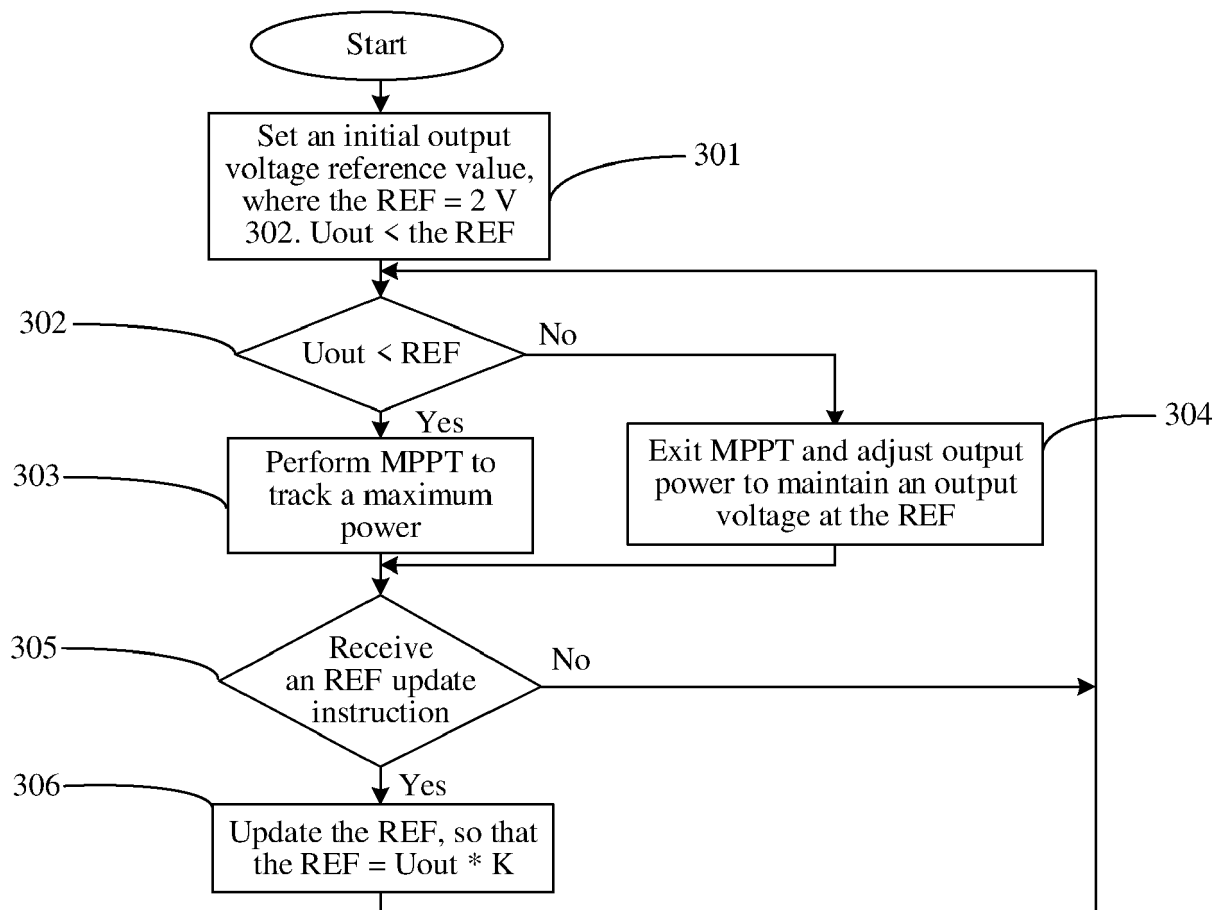 Start
Set an initial output
voltage reference value,
where the REF = 2 V
302. Uout < the REF
301
302
Uout < REF
No
Yes
303
Perform MPPT to
track a maximum
power
Exit MPPT and adjust output
power to maintain an output
voltage at the REF
304
305
Receive
an REF update
instruction
No
Yes
306
Update the REF, so that
the REF = Uout * K